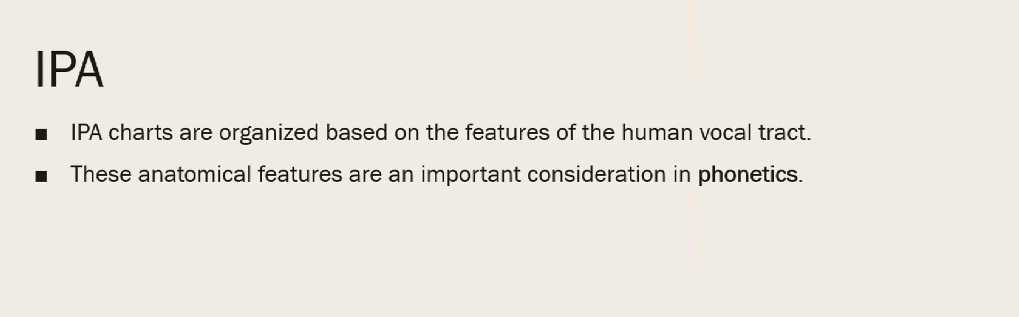 IPA
■ IPA charts are organized based on the features of the human vocal tract.
■ These anatomical features are an important consideration in phonetics.